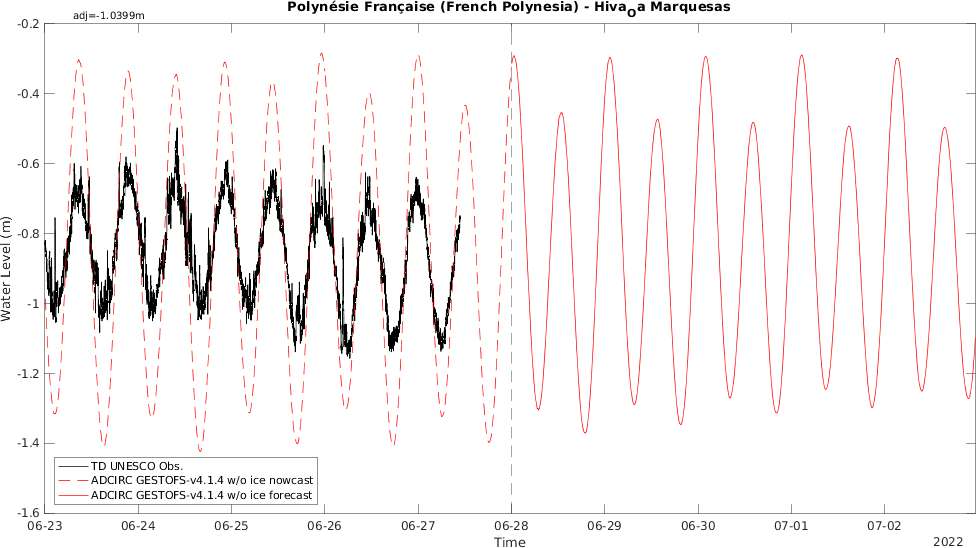 Polynésie Française (French Polynesia) - Hiva_Oa Marquesas
adj=-1.0399m
-0.2
-0.4
-0.6
-0.8
-1
-1.2
-1.4
-1.6
Water Level (m)
TD UNESCO Obs.
ADCIRC GESTOFS-v4.1.4 w/o ice nowcast
ADCIRC GESTOFS-v4.1.4 w/o ice forecast
06-23 06-24 06-25 06-26 06-27 06-28 06-29 06-30 07-01 07-02
Time
2022